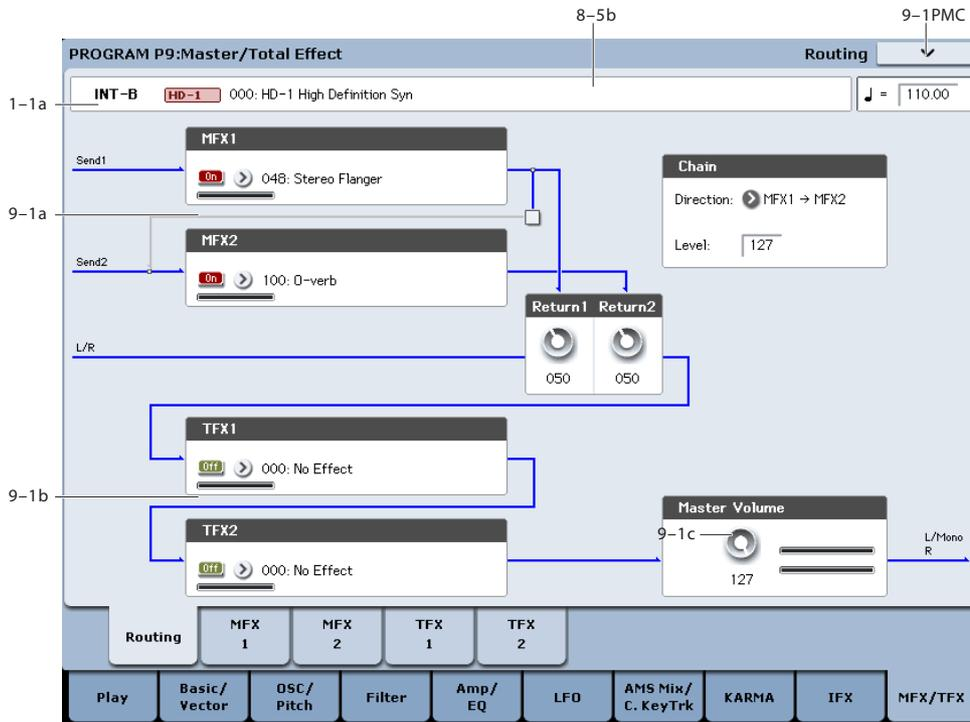 8–5b
9–1PMC
PROGRAM P9:Master/Total Effect
Routing
1–1a
INT-B HD-1 000: HD-1 High Definition Syn
♩ = 110.00
MFX1
Send1
On 048: Stereo Flanger
Chain
Direction: MFX1 → MFX2
Level: 127
9–1a
MFX2
Send2
On 100: O-verb
Return1 Return2
L/R
050 050
TFX1
Off 000: No Effect
9–1b
TFX2
Off 000: No Effect
Master Volume
9–1c
127
L/Mono
R
Routing
MFX
1
MFX
2
TFX
1
TFX
2
Play
Basic/
Vector
OSC/
Pitch
Filter
Amp/
EQ
LFO
AMS Mix/
C. KeyTrk
KARMA
IFX
MFX/TFX